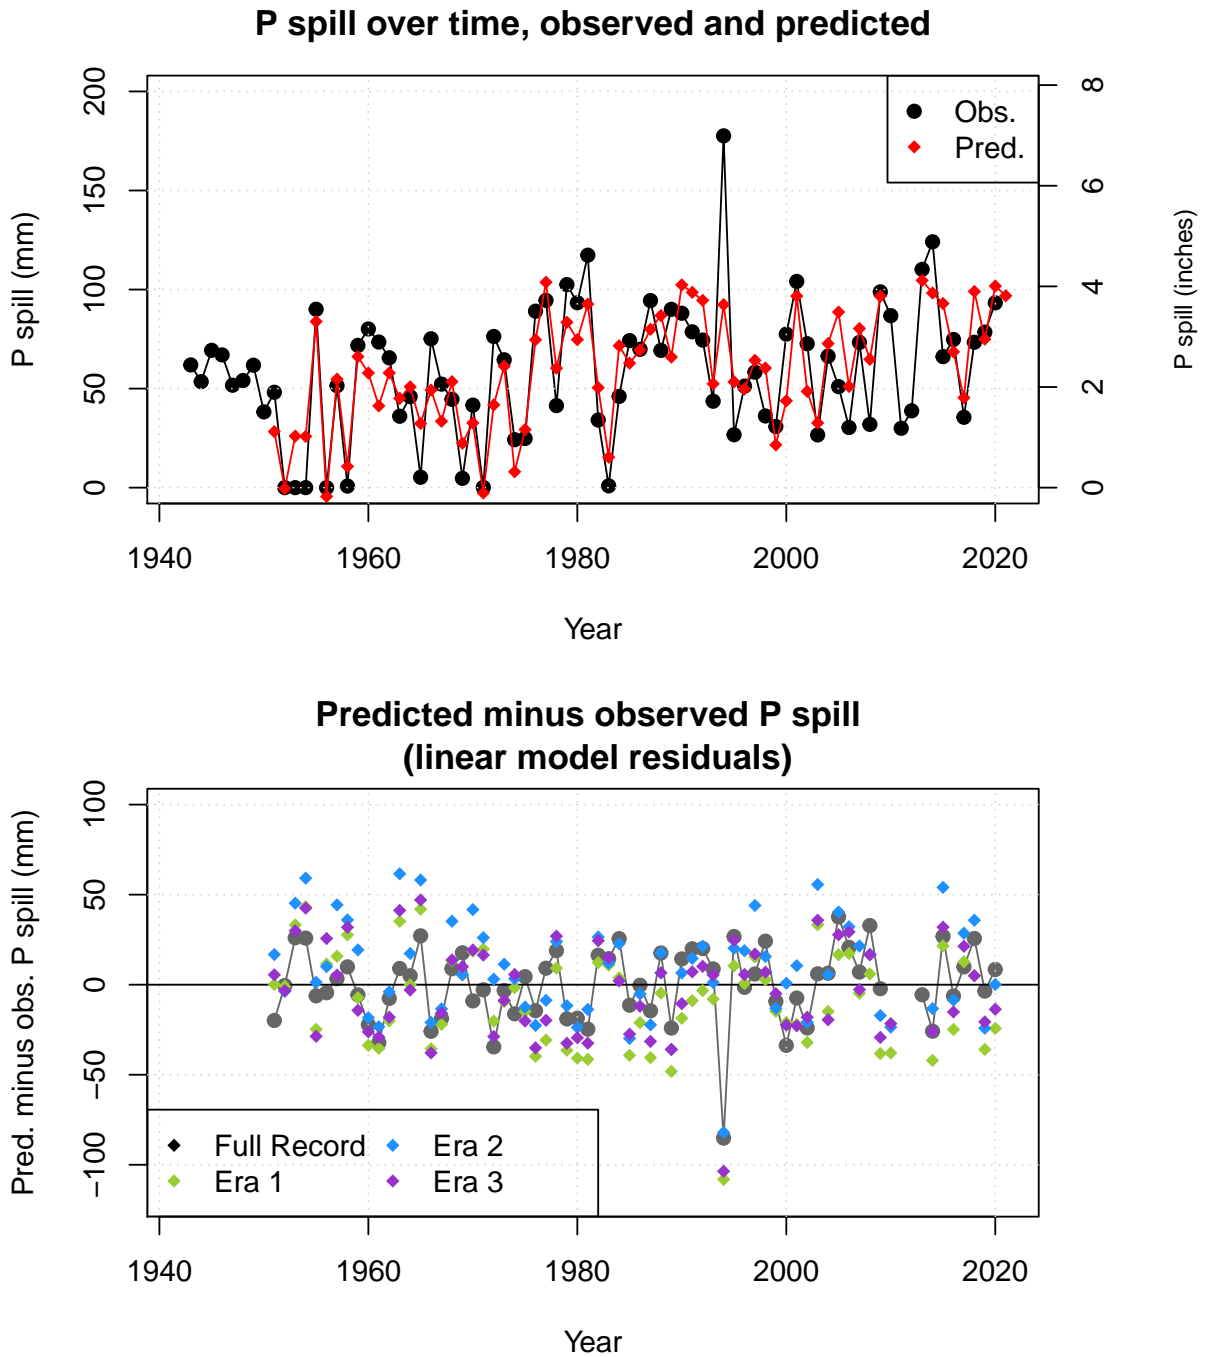 P spill over time, observed and predicted
200
150
100
50
0
P spill (mm)
8
6
4
2
0
P spill (inches)
Obs.
Pred.
1940 1960 1980 2000 2020
Year
Predicted minus observed P spill
(linear model residuals)
100
50
0
−50
−100
Pred. minus obs. P spill (mm)
Full Record Era 2
Era 1 Era 3
1940 1960 1980 2000 2020
Year